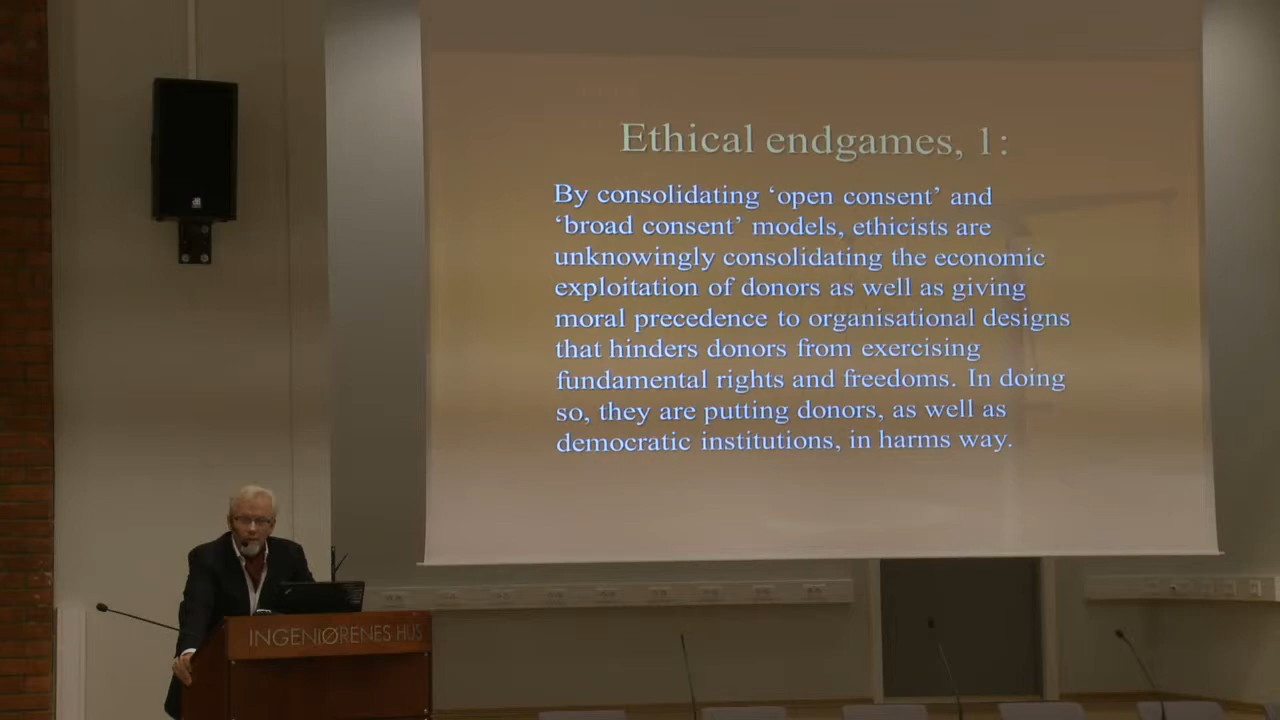 Ethical endgames, 1:
By consolidating ‘open consent’ and
‘broad consent’ models, ethicists are
unknowingly consolidating the economic
exploitation of donors as well as giving
moral precedence to organisational designs
that hinders donors from exercising
fundamental rights and freedoms. In doing
so, they are putting donors, as well as
democratic institutions, in harms way.
INGENIØRENES HUS